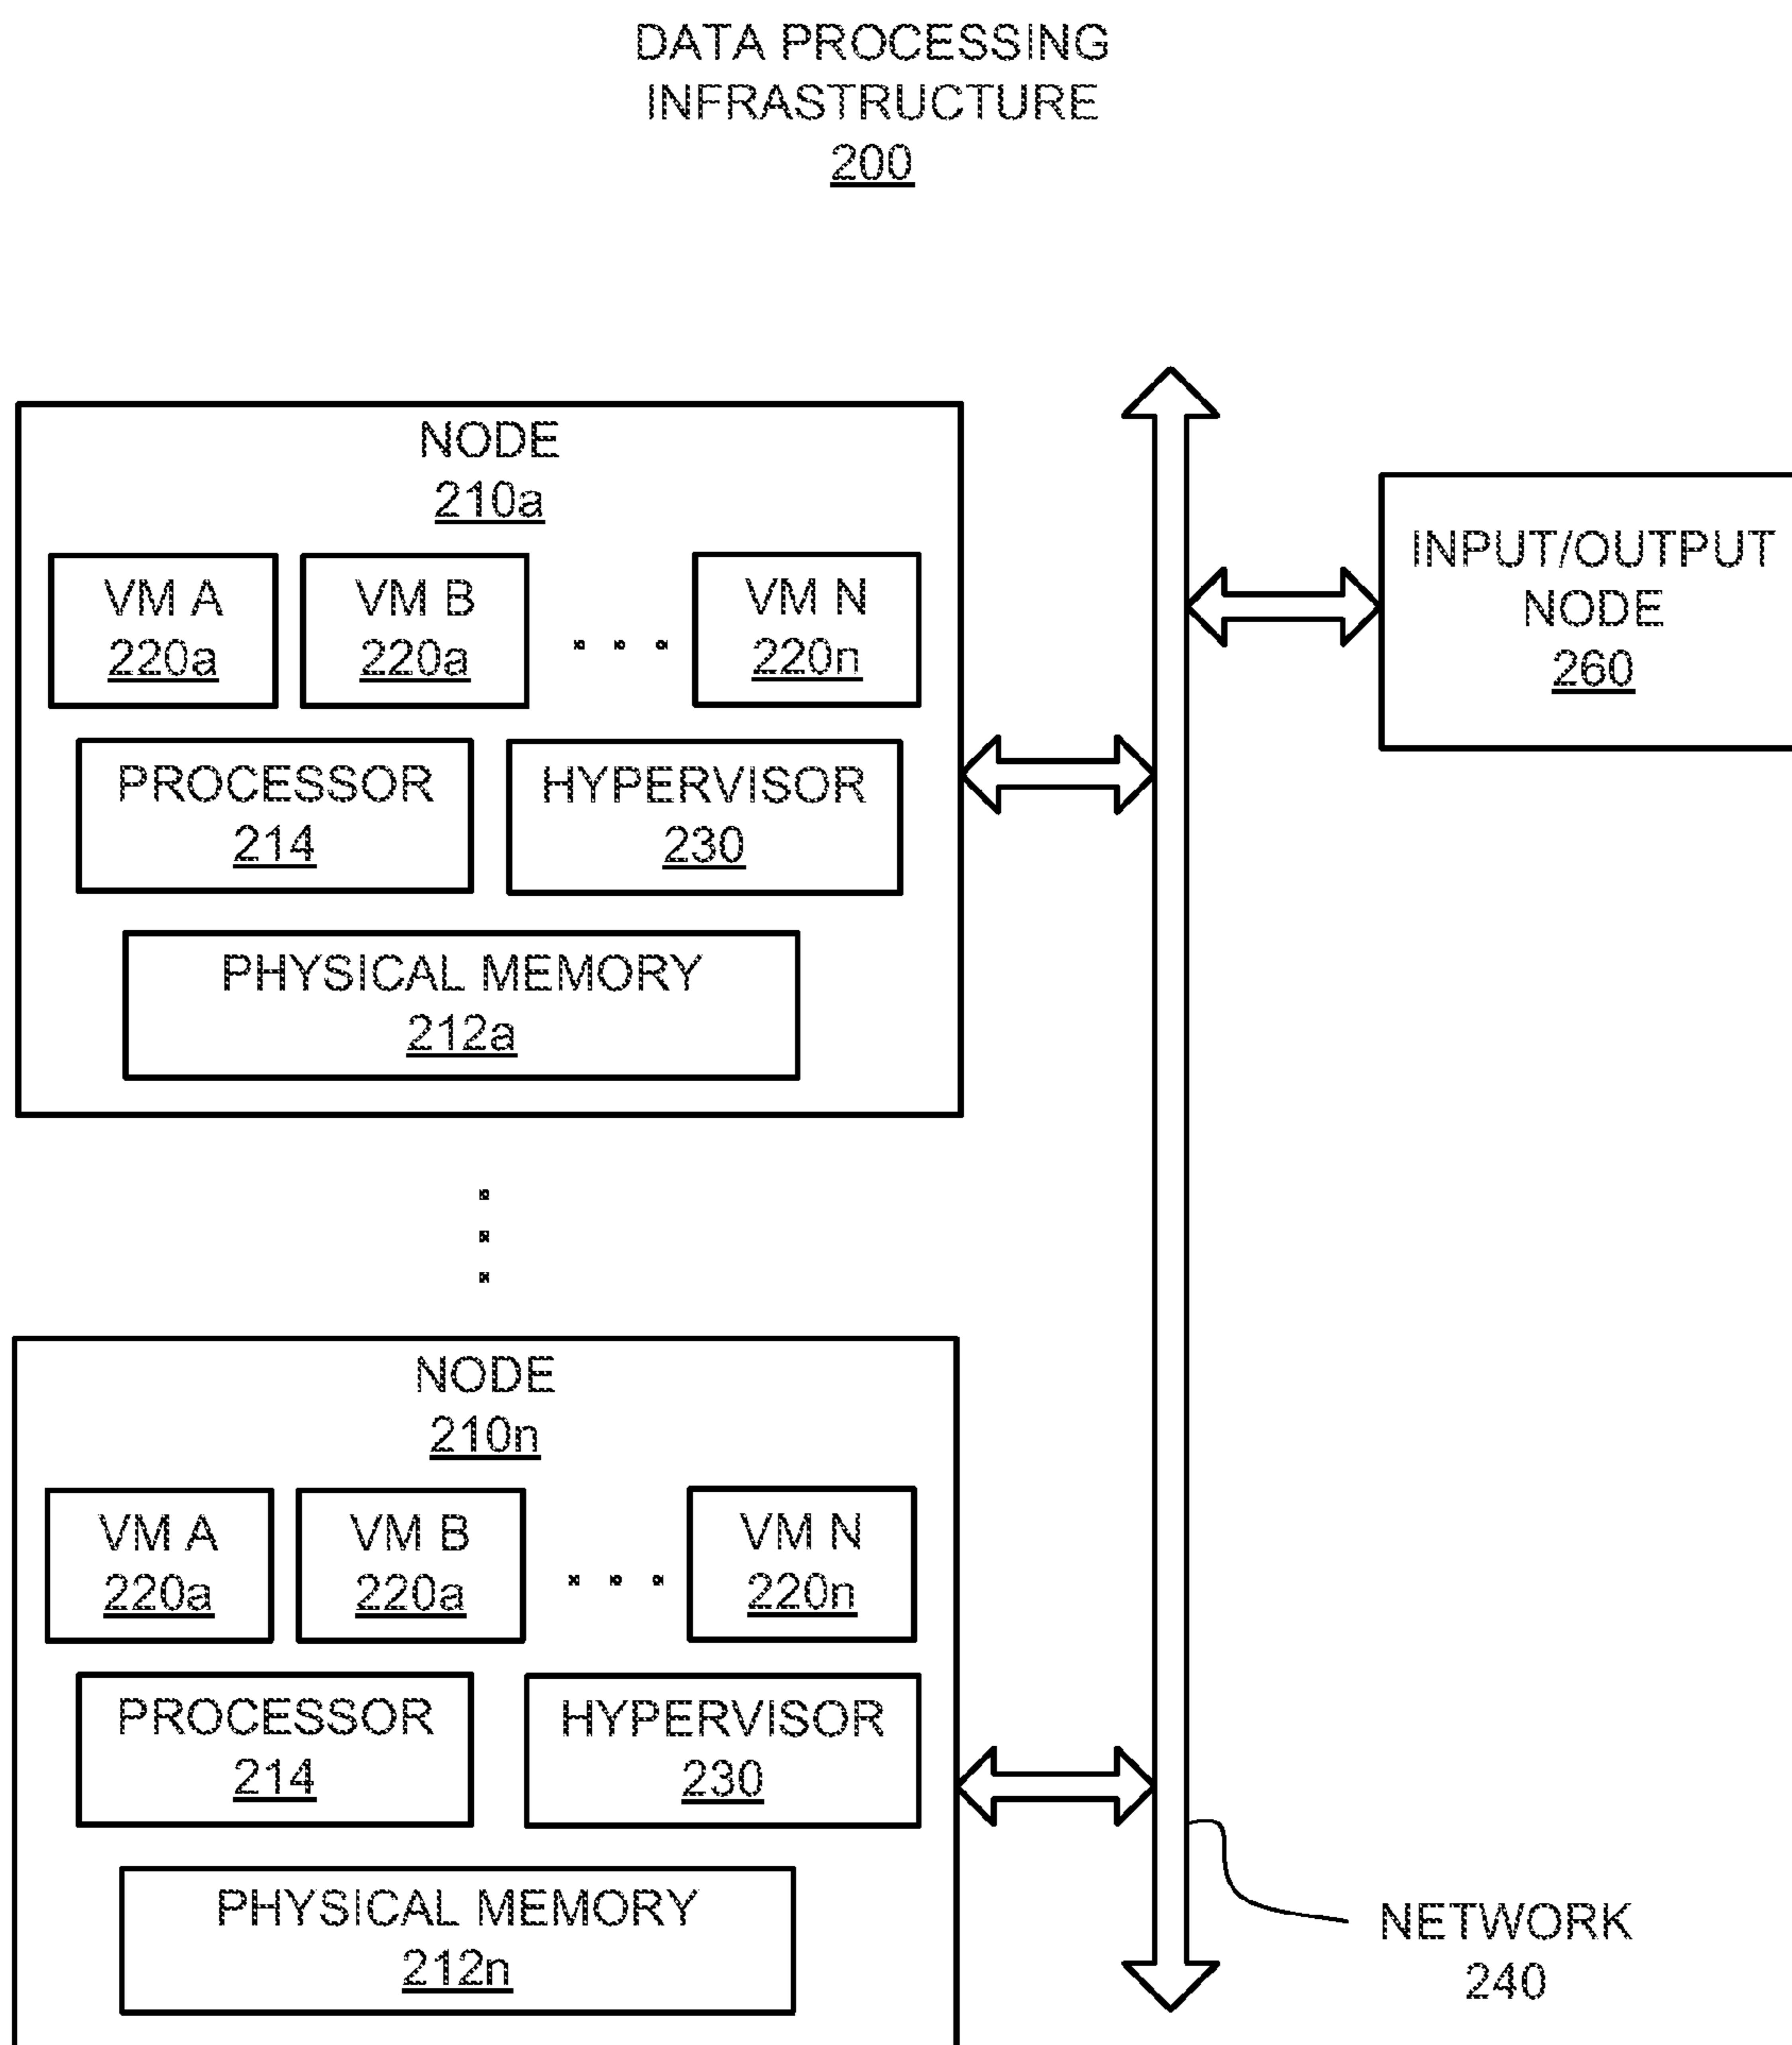 DATA PROCESSING
INFRASTRUCTURE
200
NODE
210a
VM A
220a
VM B
220a
. . .
VM N
220n
PROCESSOR
214
HYPERVISOR
230
PHYSICAL MEMORY
212a
INPUT/OUTPUT
NODE
260
NODE
210n
VM A
220a
VM B
220a
. . .
VM N
220n
PROCESSOR
214
HYPERVISOR
230
PHYSICAL MEMORY
212n
NETWORK
240